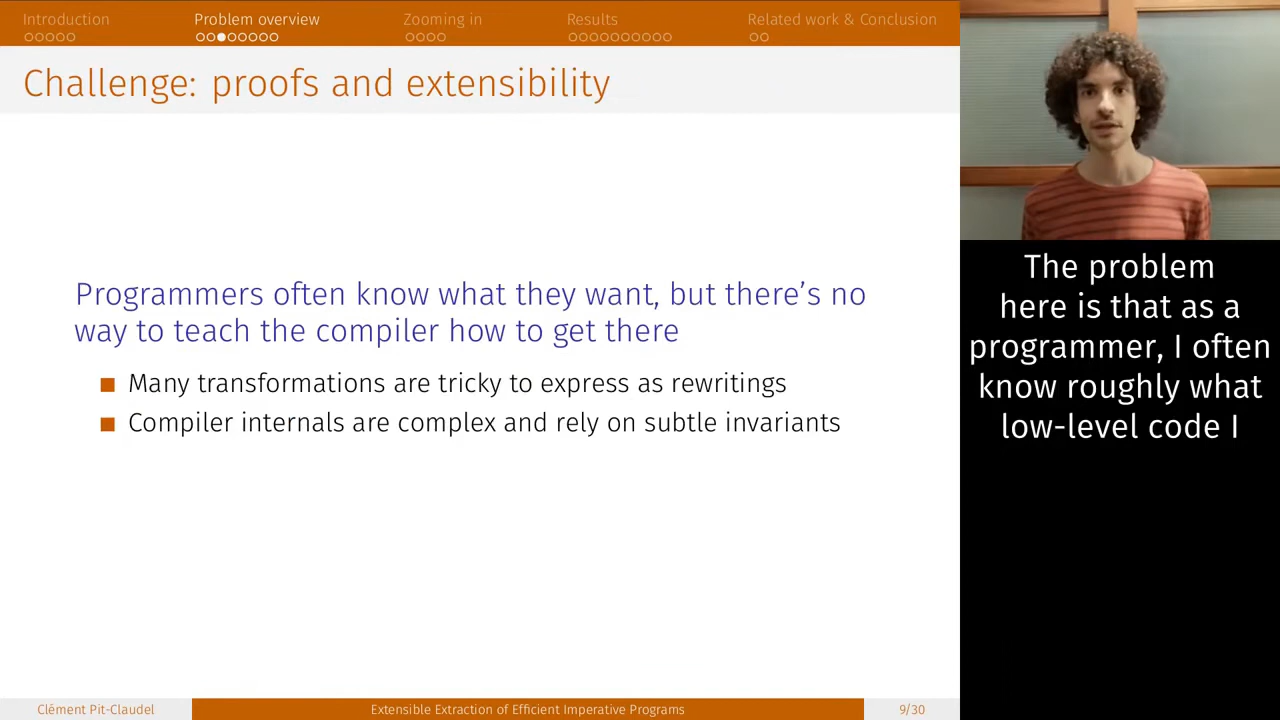 Introduction
Problem overview
Zooming in
Results
Related work & Conclusion
Challenge: proofs and extensibility
Programmers often know what they want, but there's no
way to teach the compiler how to get there
Many transformations are tricky to express as rewritings
Compiler internals are complex and rely on subtle invariants
The problem
here is that as a
programmer, I often
know roughly what
low-level code I
Clément Pit-Claudel
Extensible Extraction of Efficient Imperative Programs
9/30